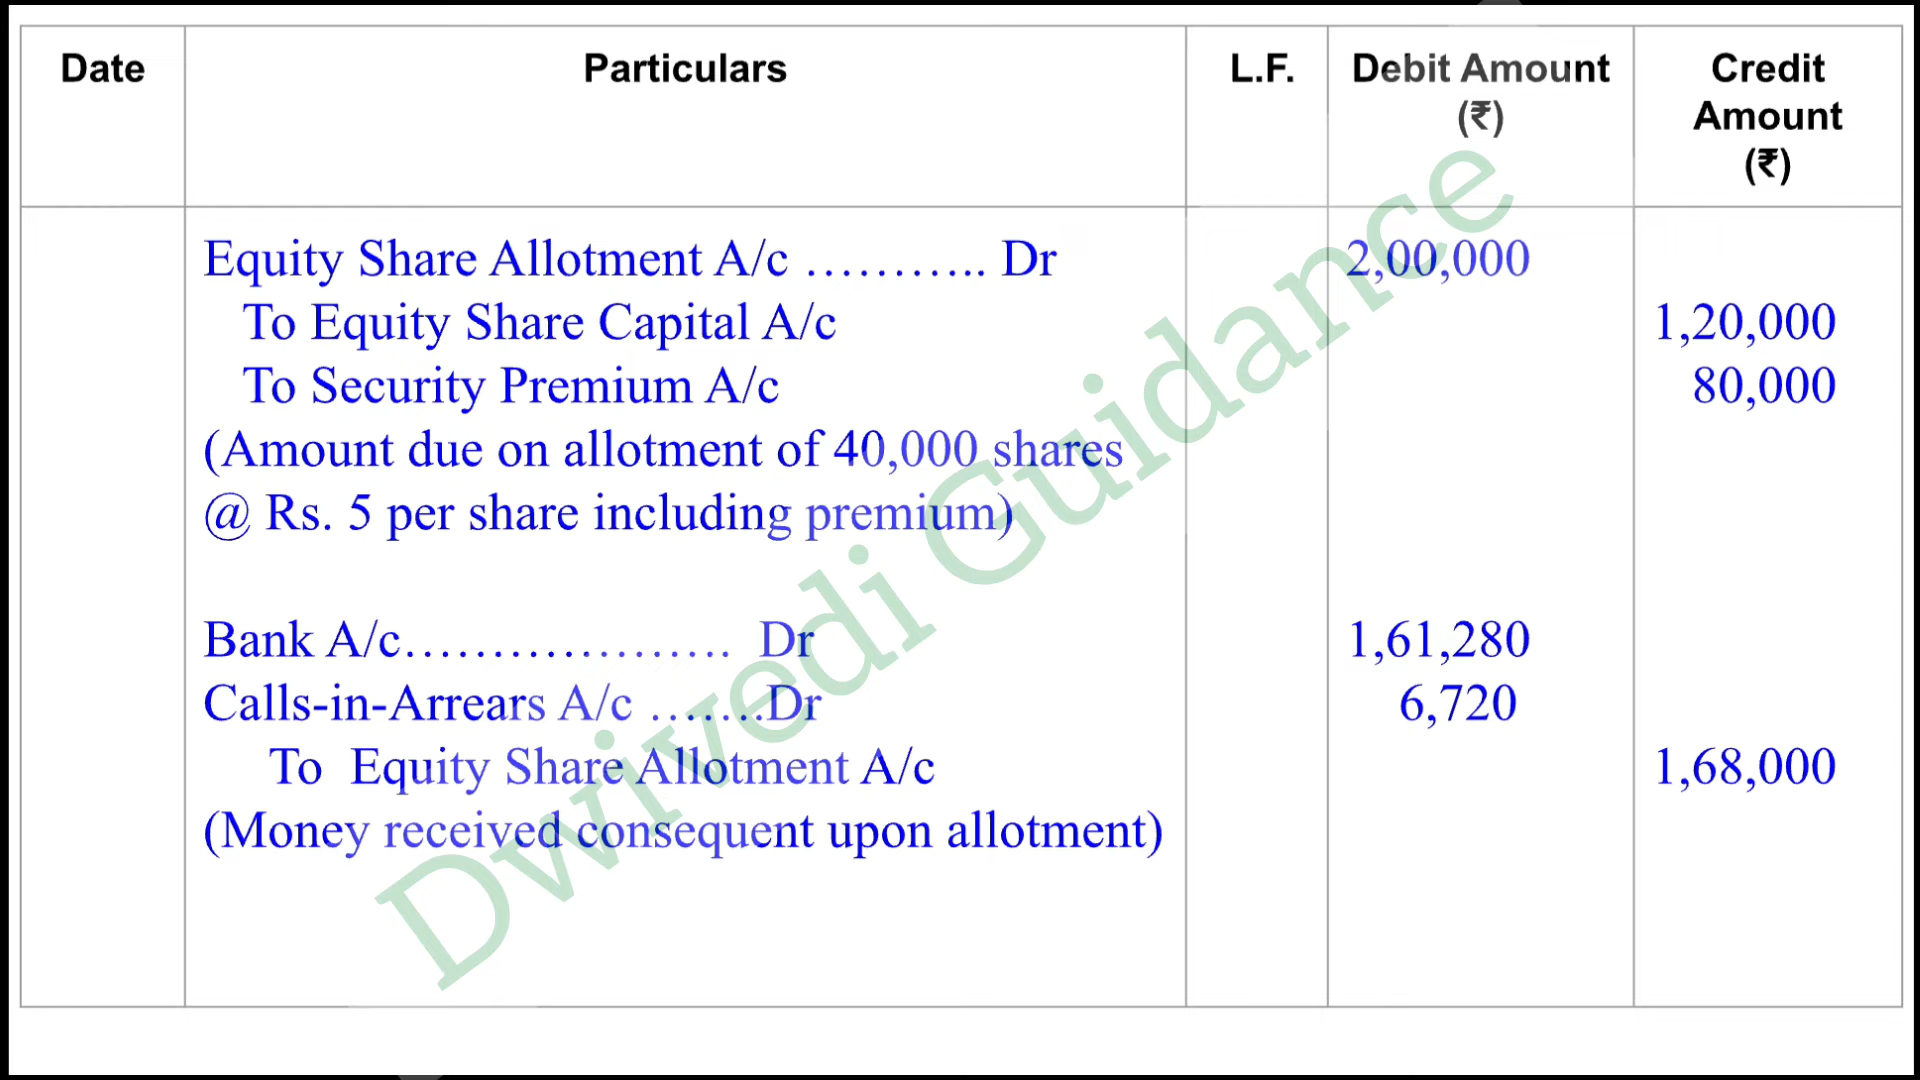 Date Particulars L.F. Debit Amount (₹) Credit Amount (₹)
Equity Share Allotment A/c ……….. Dr 2,00,000
To Equity Share Capital A/c 1,20,000
To Security Premium A/c 80,000
(Amount due on allotment of 40,000 shares
@ Rs. 5 per share including premium)
Bank A/c………………….. Dr 1,61,280
Calls-in-Arrears A/c …….Dr 6,720
To Equity Share Allotment A/c 1,68,000
(Money received consequent upon allotment)
Dwivedi Guidance